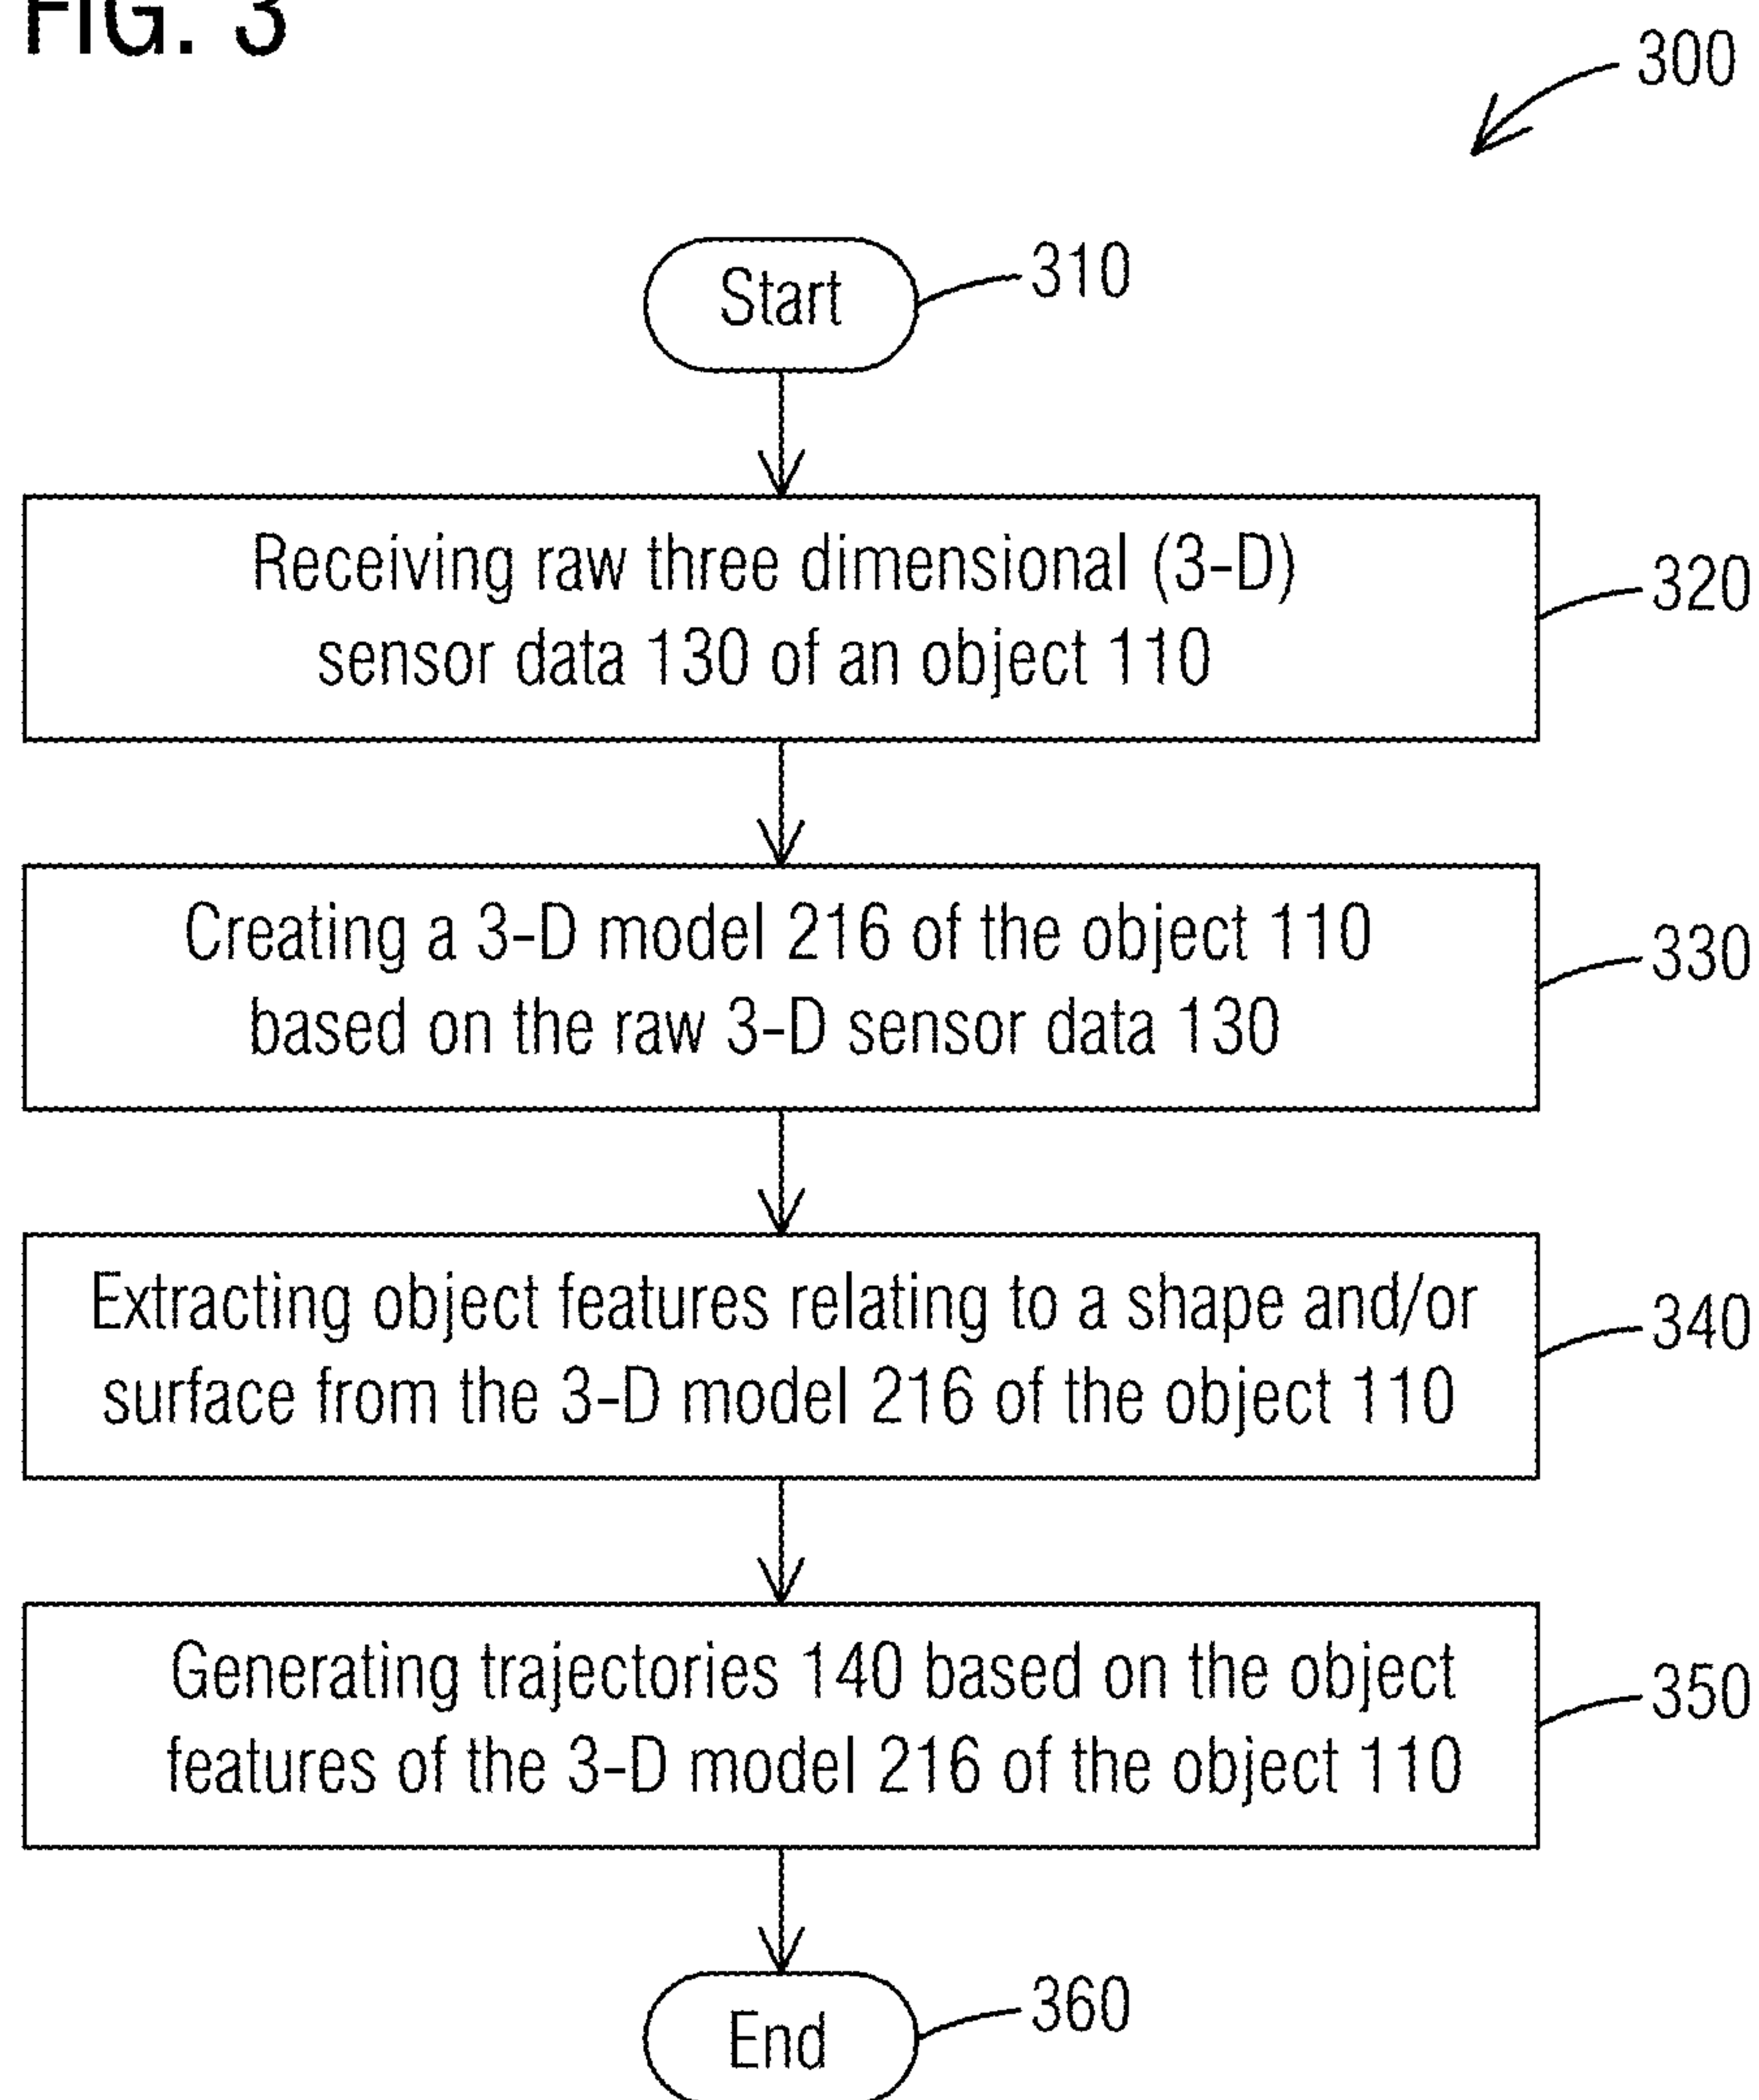 FIG. 3
300
Start
310
Receiving raw three dimensional (3-D)
sensor data 130 of an object 110
320
Creating a 3-D model 216 of the object 110
based on the raw 3-D sensor data 130
330
Extracting object features relating to a shape and/or
surface from the 3-D model 216 of the object 110
340
Generating trajectories 140 based on the object
features of the 3-D model 216 of the object 110
350
End
360